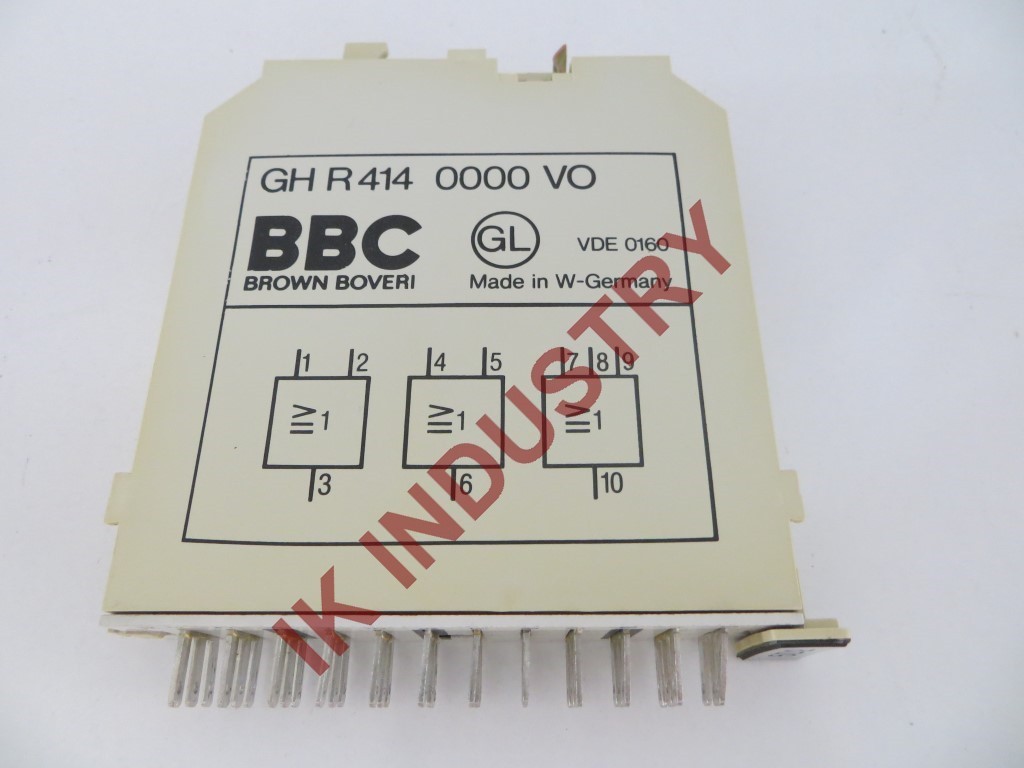 GH R414 0000 VO
BBC
BROWN BOVERI
GL
VDE 0160
Made in W-Germany
1 2 4 5 7 8 9
≧1 ≧1 ≧1
3 6 10
IK INDUSTRY